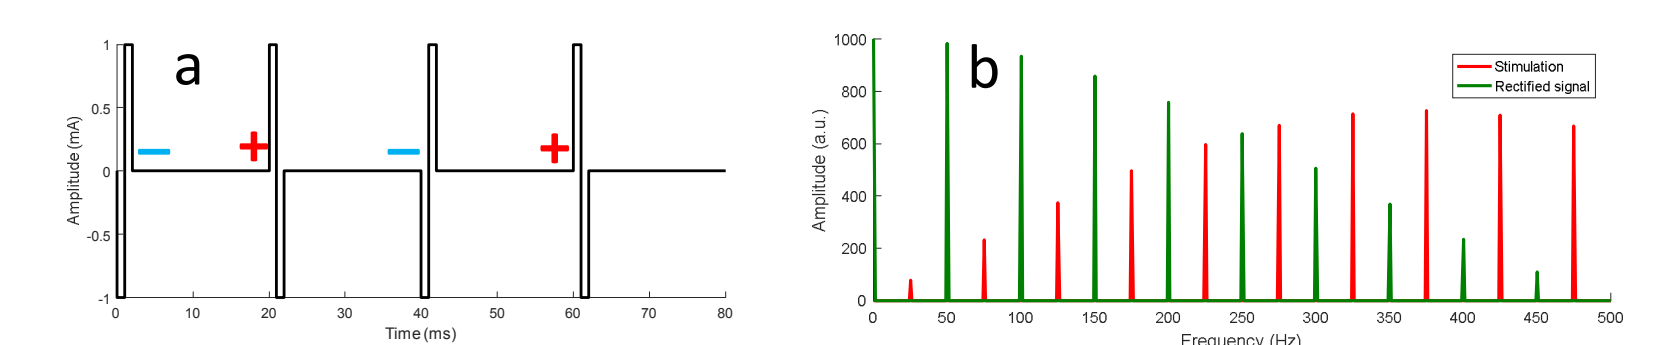 a
1
0.5
0
-0.5
-1
Amplitude (mA)
0 10 20 30 40 50 60 70 80
Time (ms)
b
1000
800
600
400
200
0
Amplitude (a.u.)
Stimulation
Rectified signal
0 50 100 150 200 250 300 350 400 450 500
Frequency (Hz)